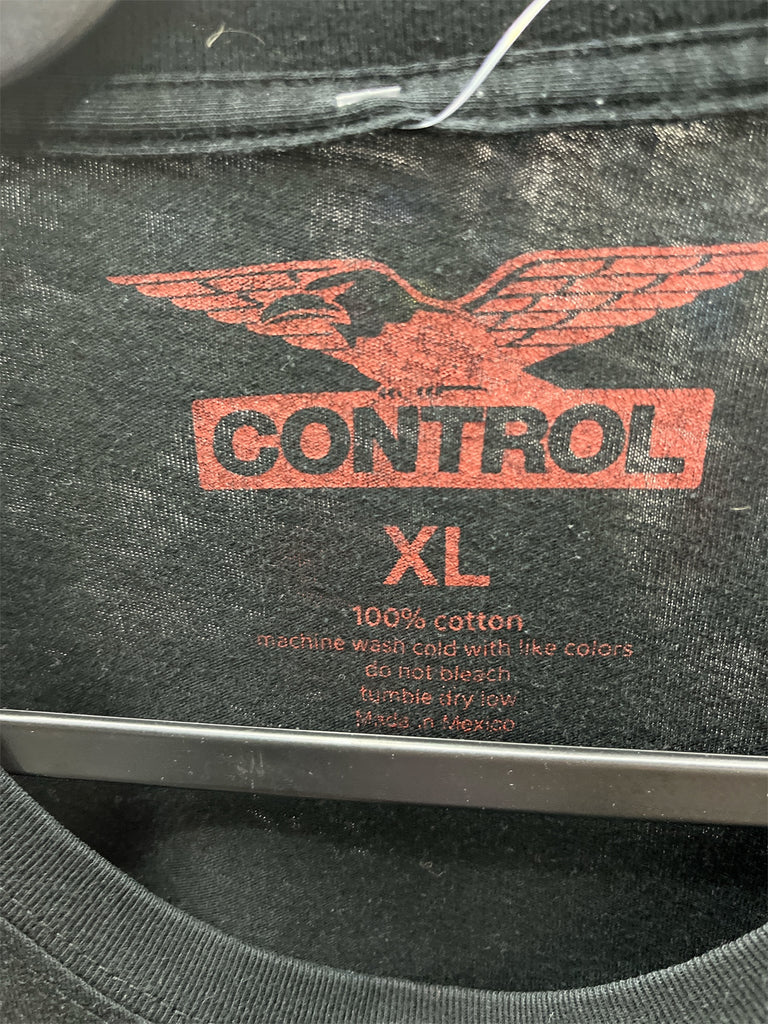 CONTROL
XL
100% cotton
machine wash cold with like colors
do not bleach
tumble dry low
Made in Mexico